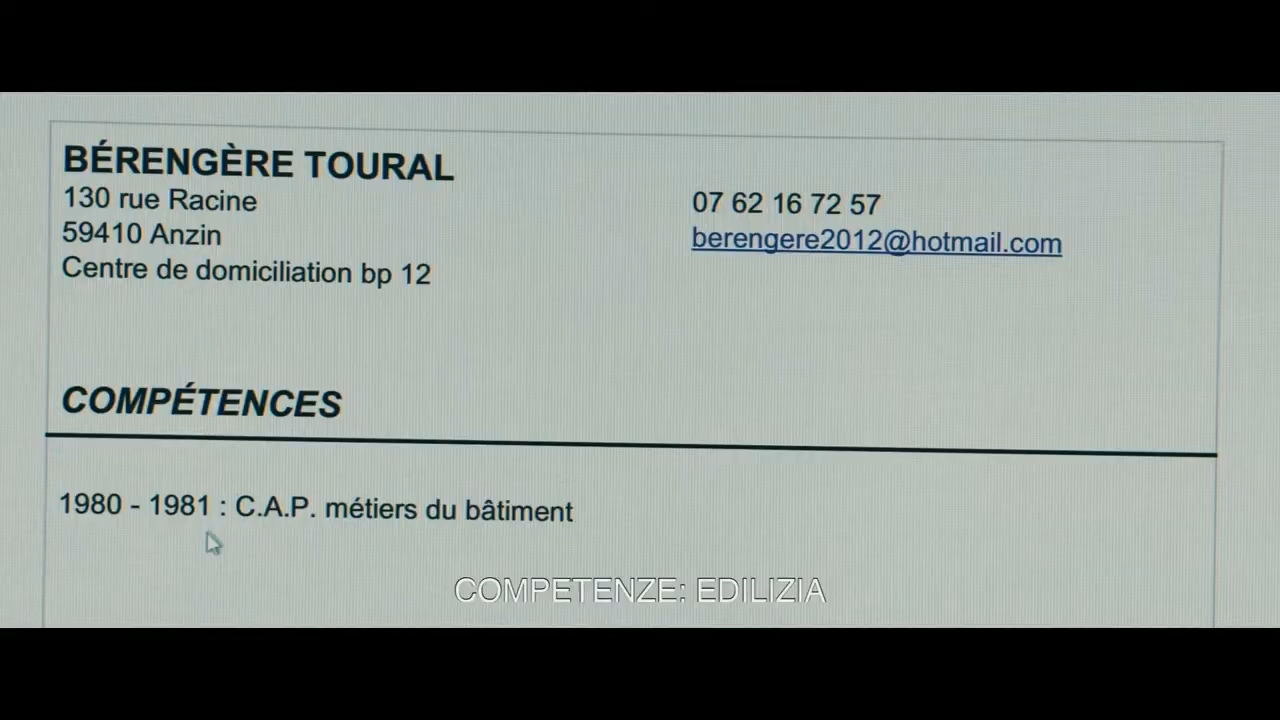 BÉRENGÈRE TOURAL
130 rue Racine
59410 Anzin
Centre de domiciliation bp 12
07 62 16 72 57
berengere2012@hotmail.com
COMPÉTENCES
1980 - 1981 : C.A.P. métiers du bâtiment
COMPETENZE: EDILIZIA